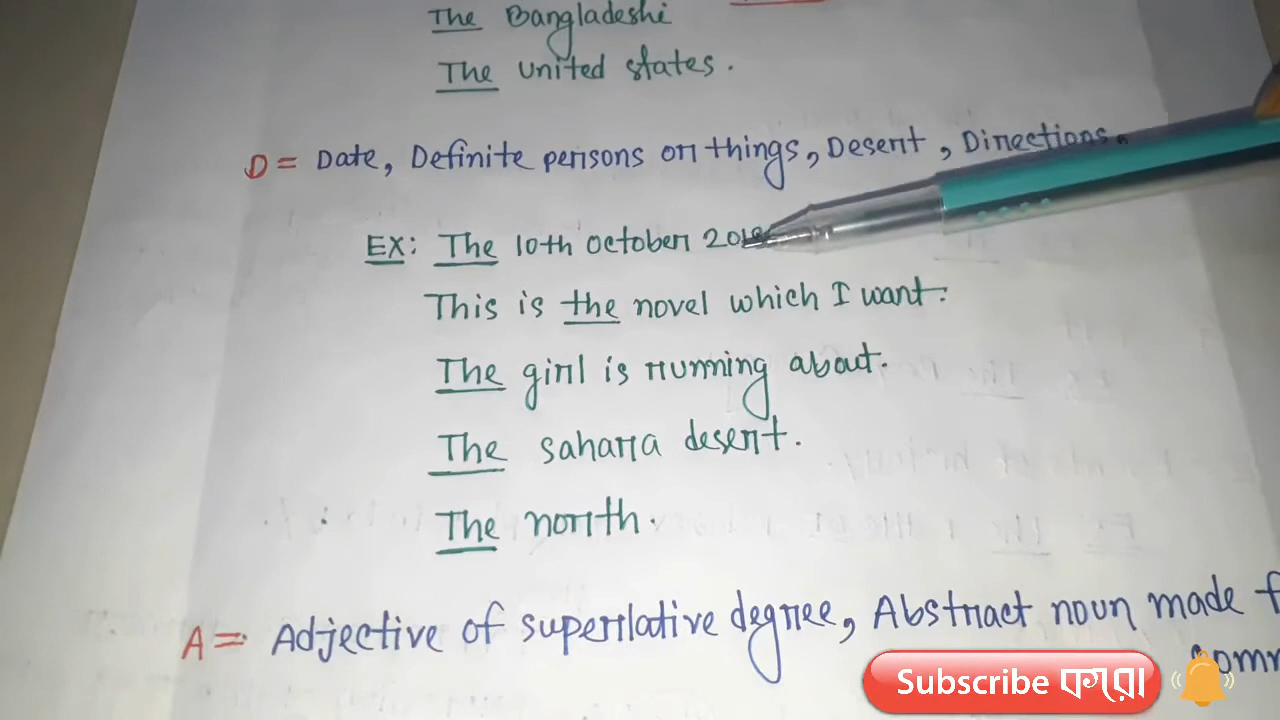 The Bangladeshi
The United states.
D = Date, Definite persons or things, Desert, Directions.
EX: The 10th October
This is the novel which I want.
The girl is running about.
The sahara desert.
The north.
A = Adjective of superlative degree, Abstract noun made
Subscribe করো